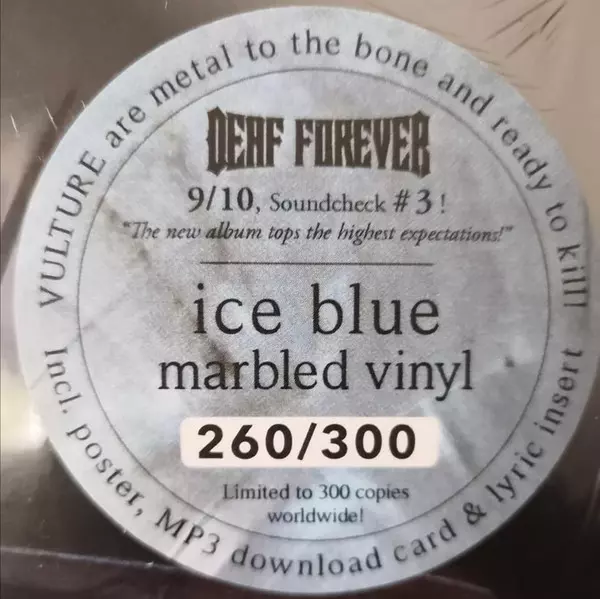 VULTURE are metal to the bone and ready to kill!
DEAF FOREVER
9/10, Soundcheck #3!
"The new album tops the highest expectations!"
ice blue
marbled vinyl
260/300
Limited to 300 copies
worldwide!
Incl. poster, MP3 download card & lyric insert